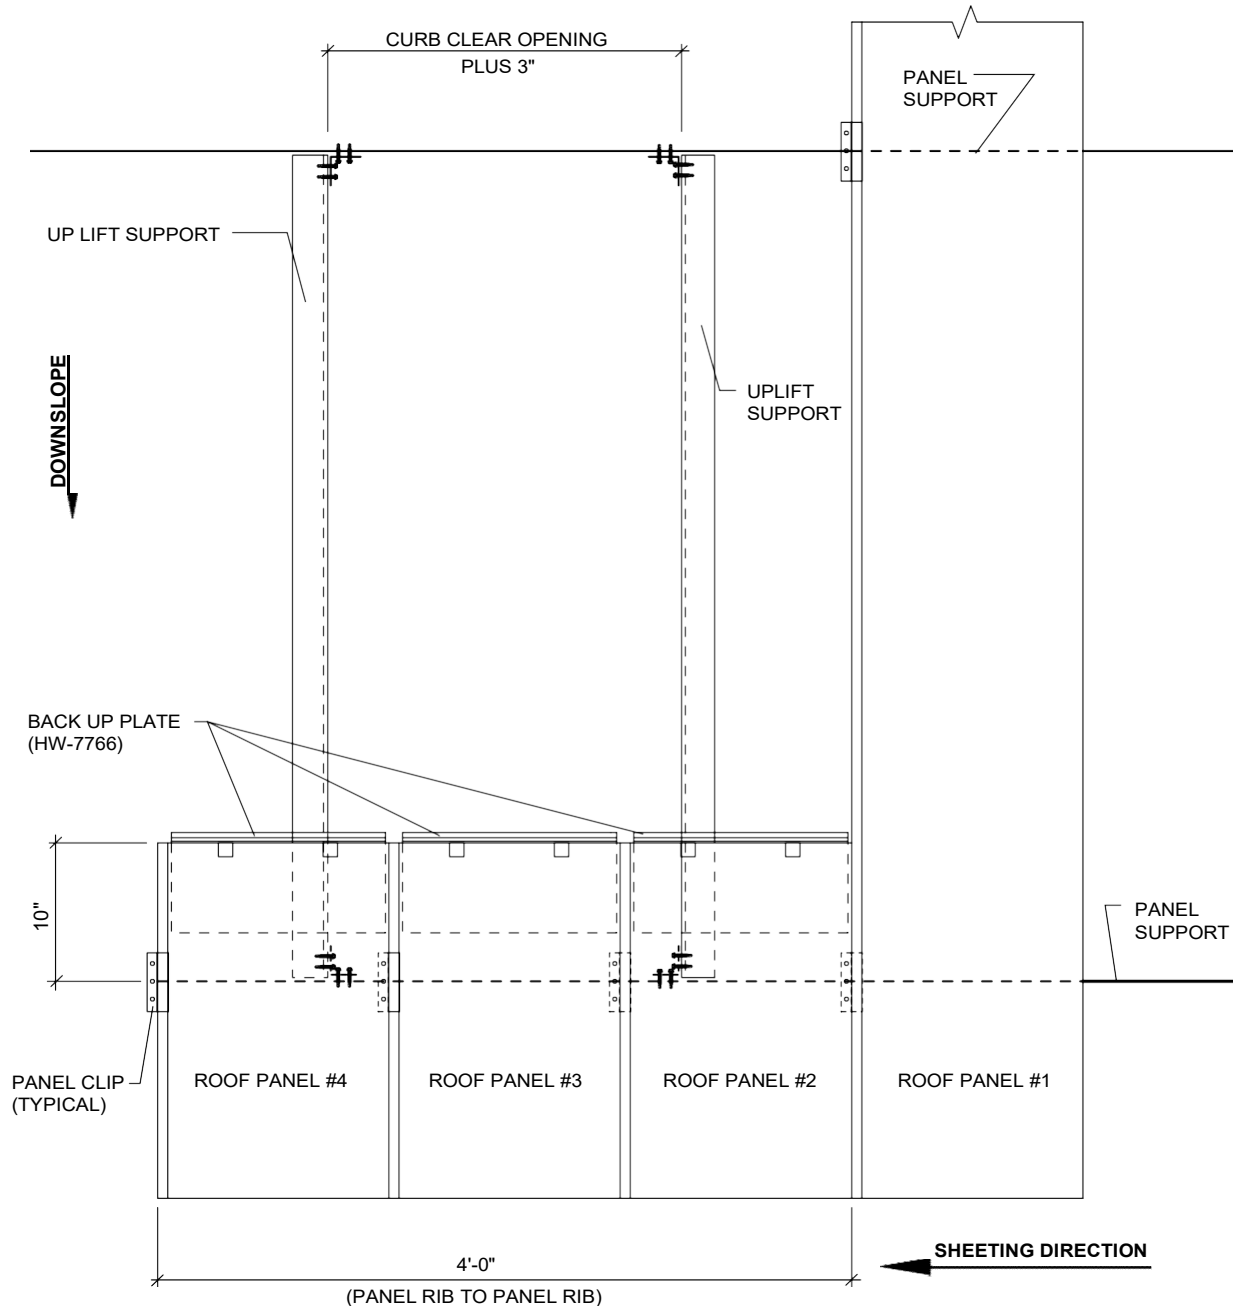 CURB CLEAR OPENING
PLUS 3"
PANEL
SUPPORT
UP LIFT SUPPORT
DOWNSLOPE
UPLIFT
SUPPORT
BACK UP PLATE
(HW-7766)
10"
PANEL
SUPPORT
PANEL CLIP
(TYPICAL)
ROOF PANEL #4
ROOF PANEL #3
ROOF PANEL #2
ROOF PANEL #1
SHEETING DIRECTION
4'-0"
(PANEL RIB TO PANEL RIB)